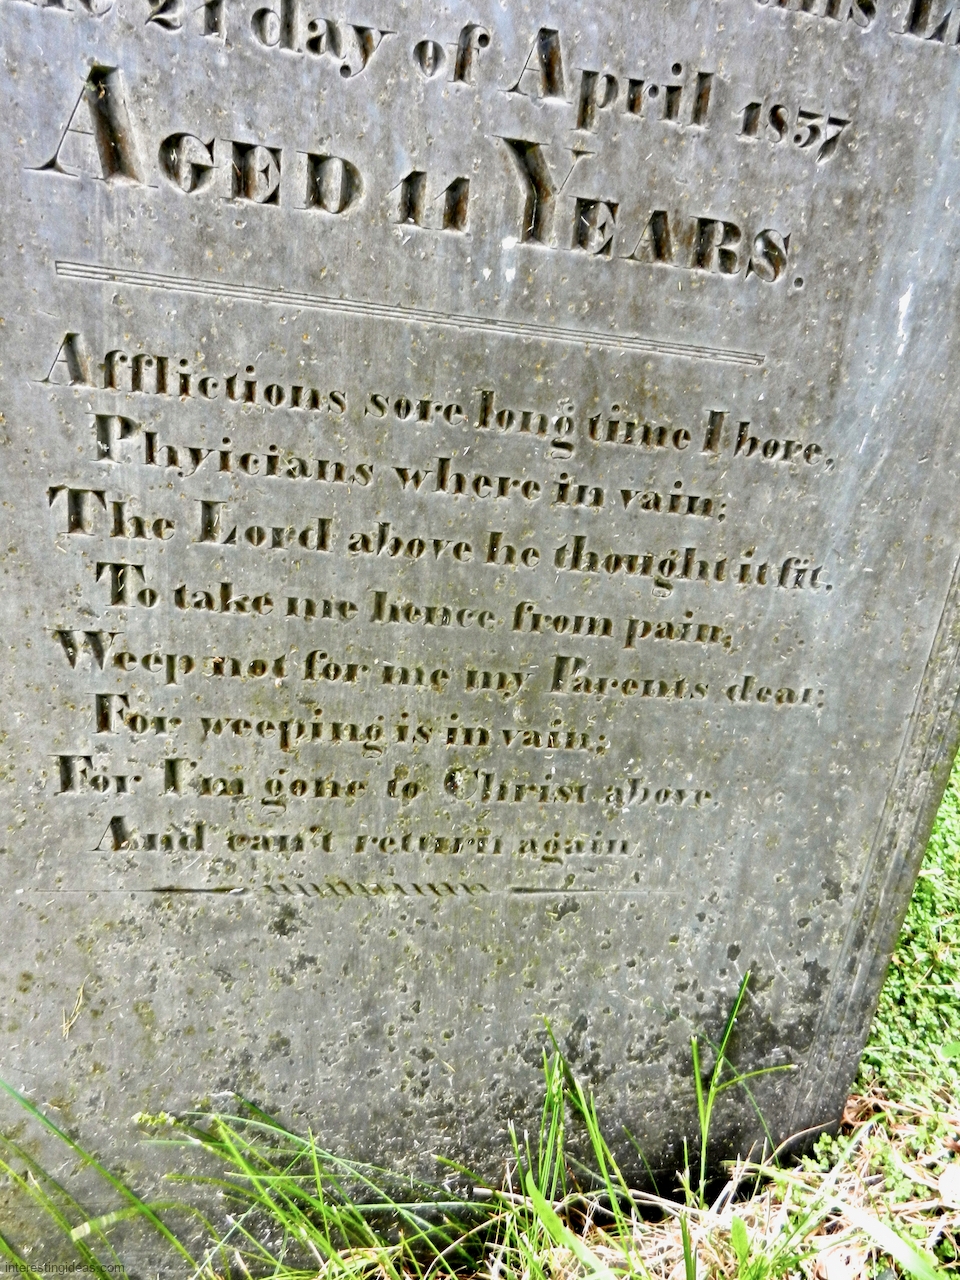 21 day of April 1837
AGED 11 YEARS.
Afflictions sore long time I bore,
Phyicians where in vain;
The Lord above he thought it fit.
To take me hence from pain,
Weep not for me my Parents dear;
For weeping is in vain;
For I'm gone to Christ above.
And can't return again
interestingideas.com